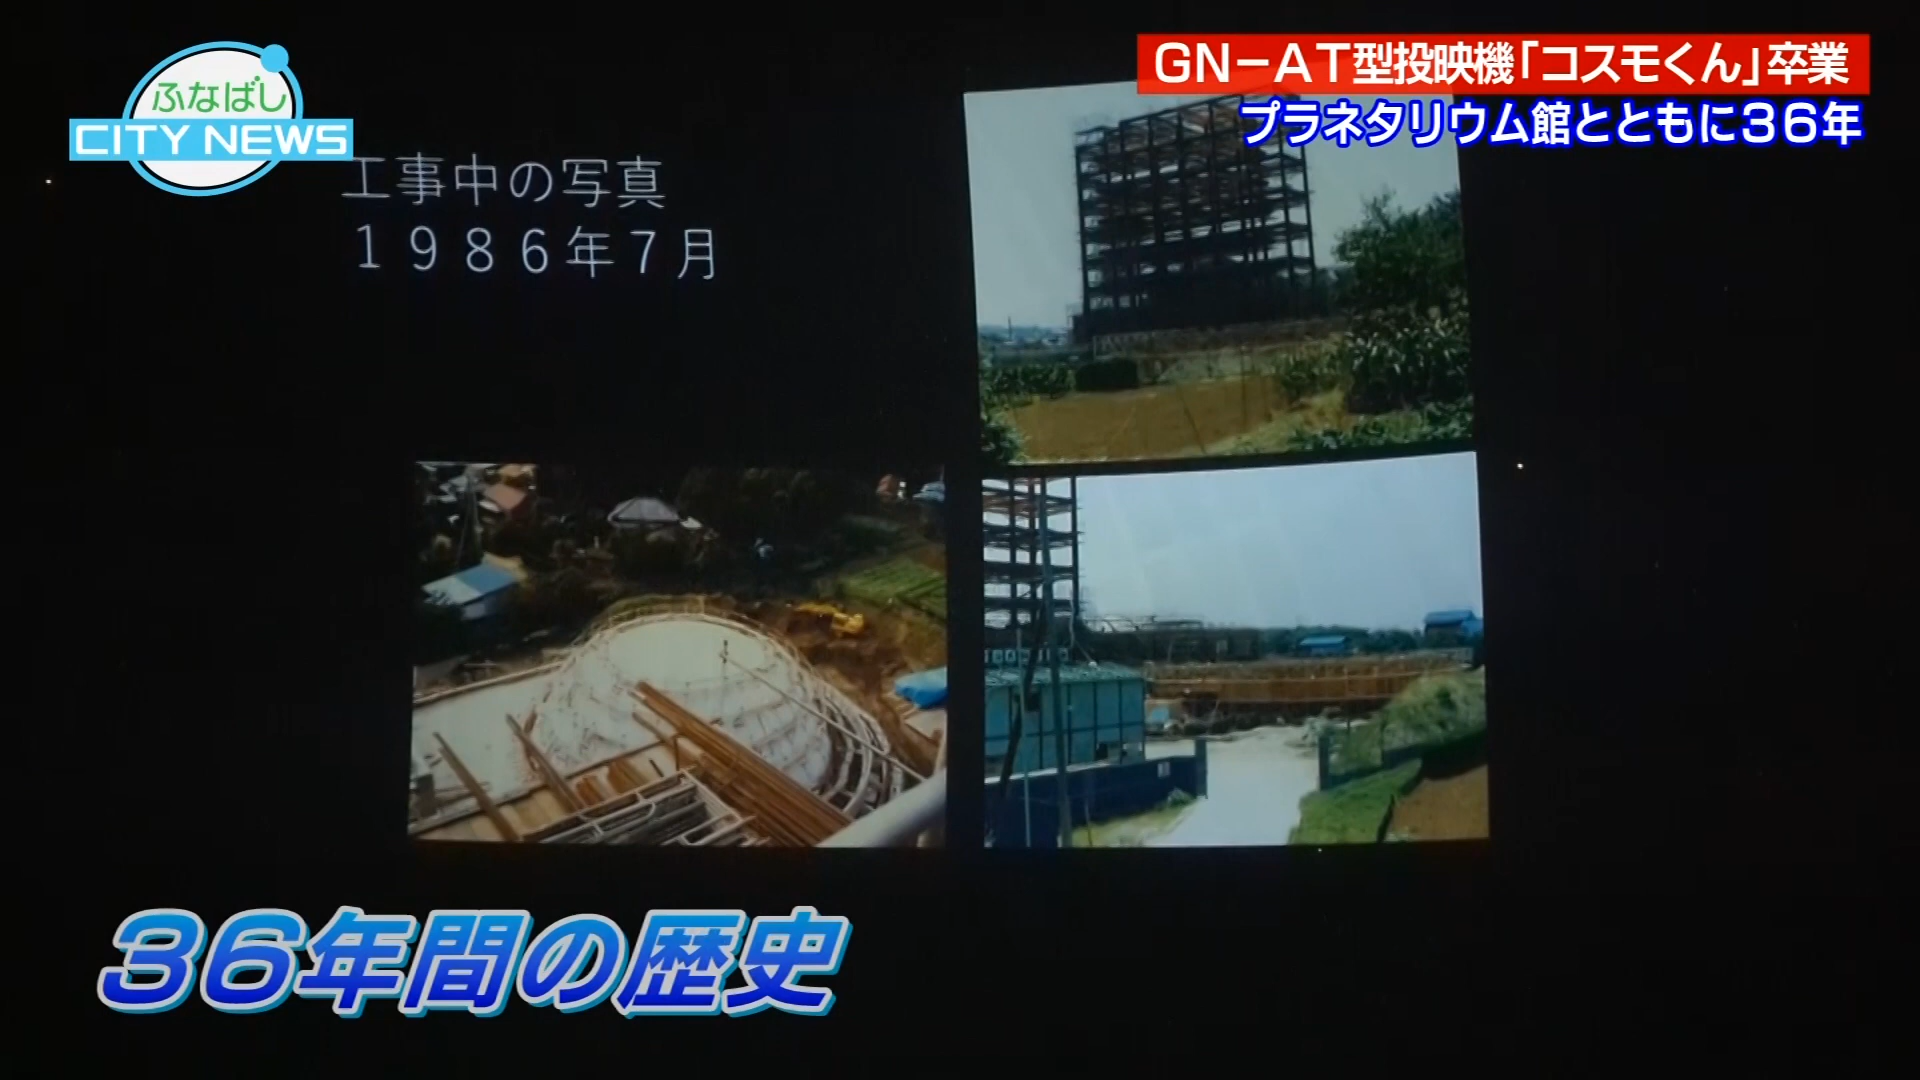 ふなばし
CITY NEWS
GN－AT型投映機「コスモくん」卒業
プラネタリウム館とともに36年
工事中の写真
1986年7月
36年間の歴史